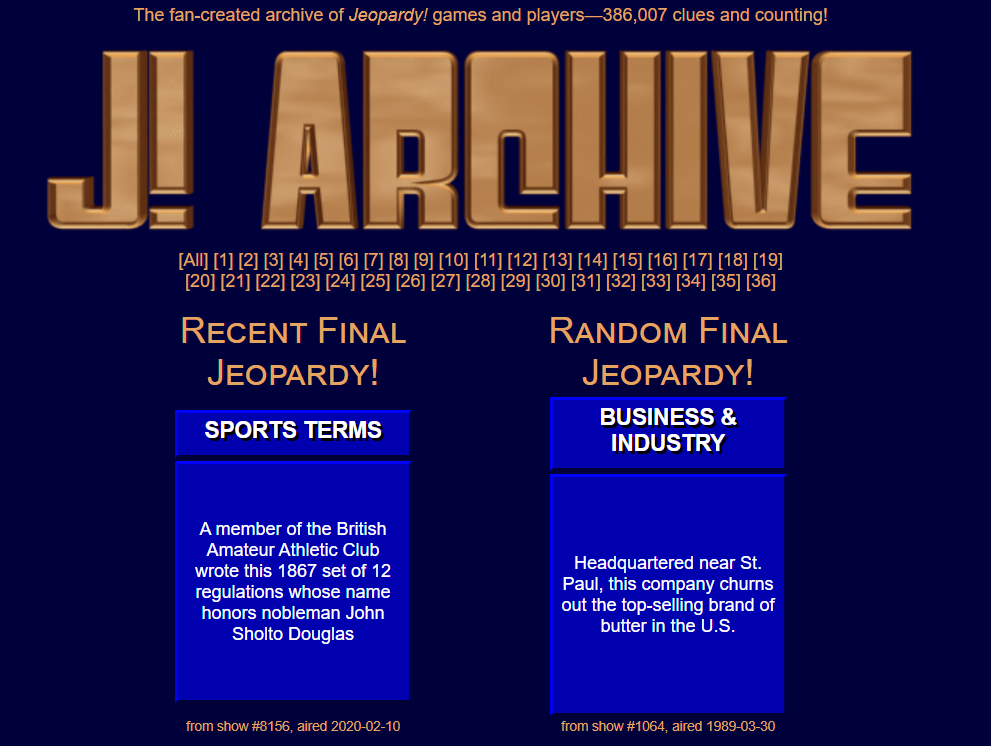 The fan-created archive of Jeopardy! games and players—386,007 clues and counting!
J! ARCHIVE
[All] [1] [2] [3] [4] [5] [6] [7] [8] [9] [10] [11] [12] [13] [14] [15] [16] [17] [18] [19]
[20] [21] [22] [23] [24] [25] [26] [27] [28] [29] [30] [31] [32] [33] [34] [35] [36]
Recent Final
Jeopardy!
SPORTS TERMS
A member of the British
Amateur Athletic Club
wrote this 1867 set of 12
regulations whose name
honors nobleman John
Sholto Douglas
from show #8156, aired 2020-02-10
Random Final
Jeopardy!
BUSINESS &
INDUSTRY
Headquartered near St.
Paul, this company churns
out the top-selling brand of
butter in the U.S.
from show #1064, aired 1989-03-30